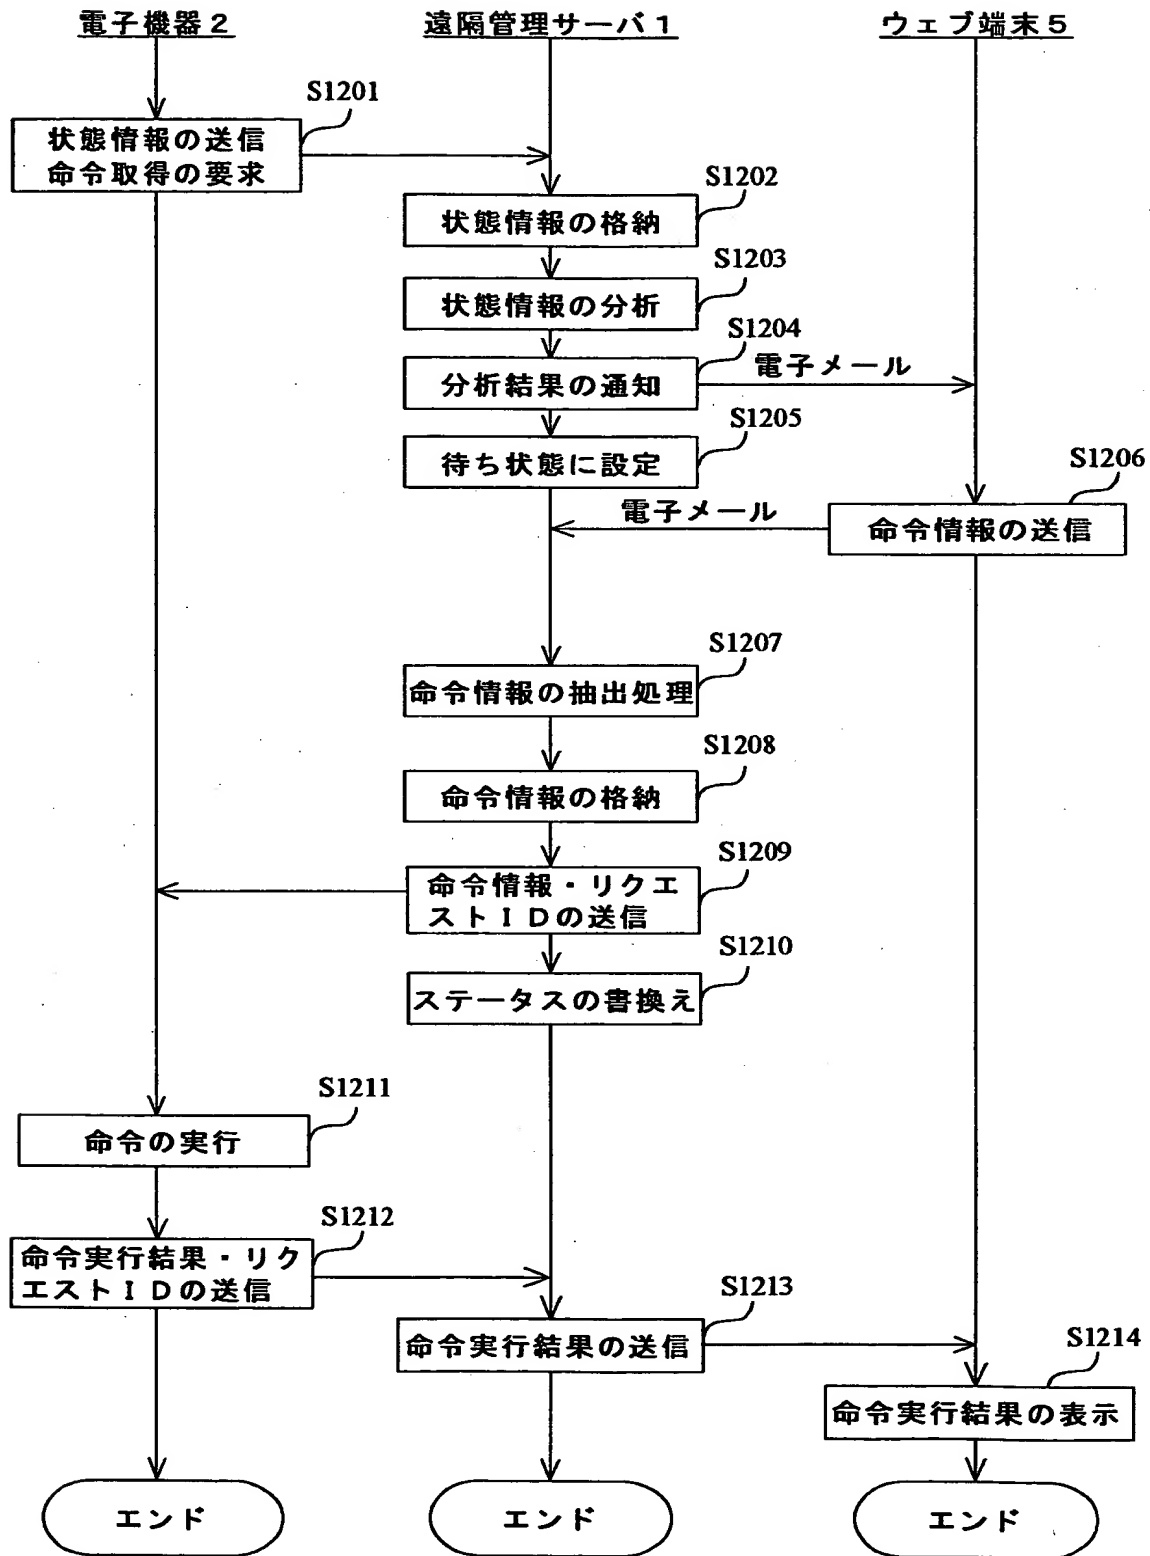 電子機器2
遠隔管理サーバ1
ウェブ端末5
S1201
状態情報の送信
命令取得の要求
S1202
状態情報の格納
S1203
状態情報の分析
S1204
分析結果の通知
電子メール
S1205
待ち状態に設定
S1206
電子メール
命令情報の送信
S1207
命令情報の抽出処理
S1208
命令情報の格納
S1209
命令情報・リクエ
ストIDの送信
S1210
ステータスの書換え
S1211
命令の実行
S1212
命令実行結果・リク
エストIDの送信
S1213
命令実行結果の送信
S1214
命令実行結果の表示
エンド
エンド
エンド